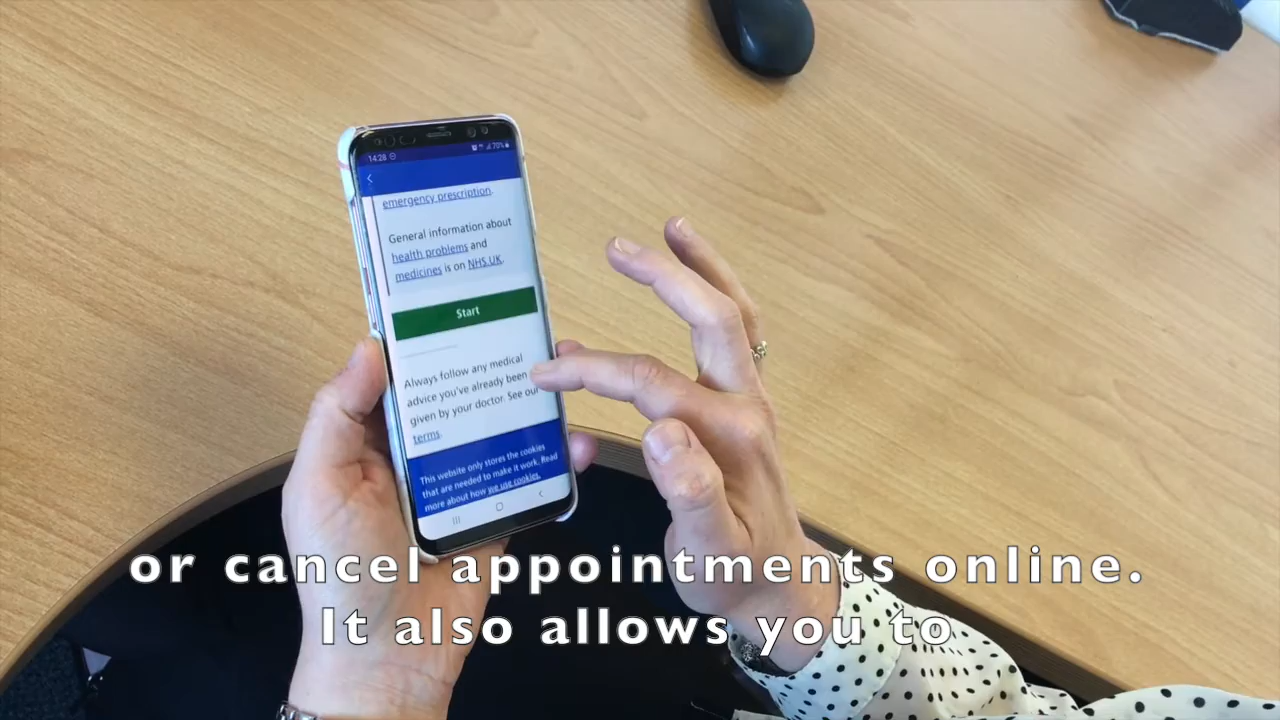 14:28
70%
emergency prescription.
General information about
health problems and
medicines is on NHS.UK.
Start
Always follow any medical
advice you've already been
given by your doctor. See our
terms.
This website only stores the cookies
that are needed to make it work. Read
more about how we use cookies.
or cancel appointments online.
It also allows you to